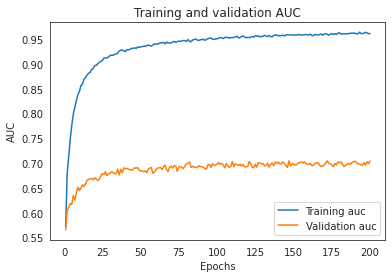 Training and validation AUC
AUC
0.95
0.90
0.85
0.80
0.75
0.70
0.65
0.60
0.55
0 25 50 75 100 125 150 175 200
Epochs
Training auc
Validation auc